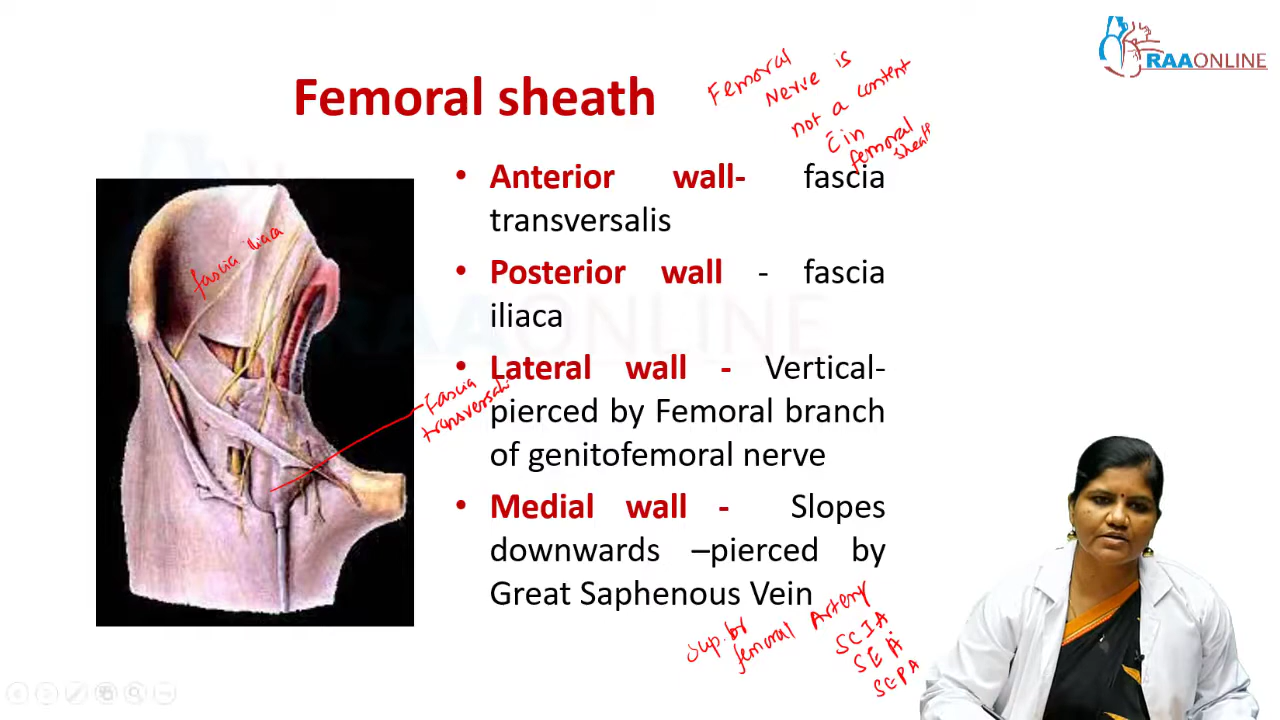 RAAONLINE
Femoral sheath
Femoral
nerve is
not a content
in
femoral
sheath
• Anterior wall- fascia
transversalis
• Posterior wall - fascia
iliaca
• Lateral wall - Vertical-
pierced by Femoral branch
of genitofemoral nerve
• Medial wall - Slopes
downwards –pierced by
Great Saphenous Vein
fascia iliaca
Fascia
Sup. br
femoral Artery
SCIA
SEA
SEPA